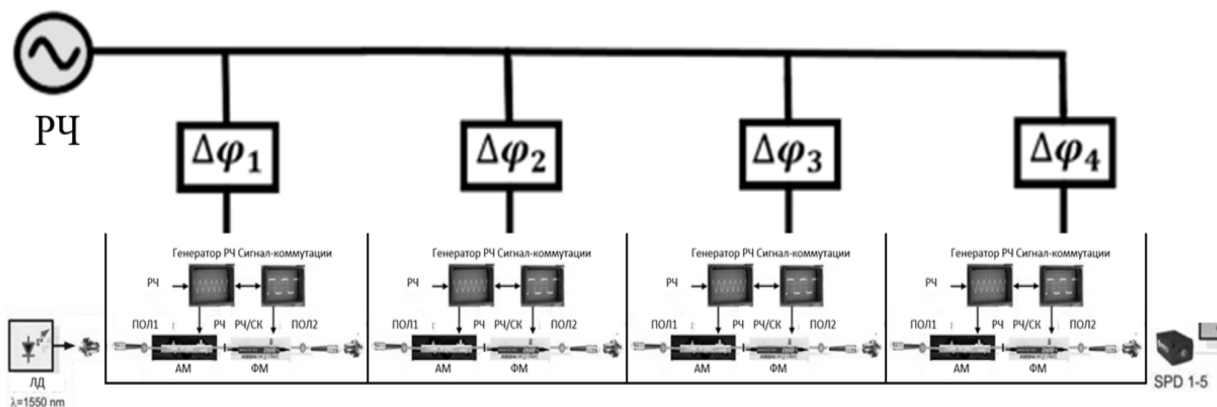 РЧ
Δφ1
Δφ2
Δφ3
Δφ4
Генератор РЧ Сигнал-коммутации
РЧ
ПОЛ1 РЧ РЧ/СК ПОЛ2
АМ ФМ
Генератор РЧ Сигнал-коммутации
РЧ
ПОЛ1 РЧ РЧ/СК ПОЛ2
АМ ФМ
Генератор РЧ Сигнал-коммутации
РЧ
ПОЛ1 РЧ РЧ/СК ПОЛ2
АМ ФМ
Генератор РЧ Сигнал-коммутации
РЧ
ПОЛ1 РЧ РЧ/СК ПОЛ2
АМ ФМ
ЛД
λ=1550 nm
SPD 1-5